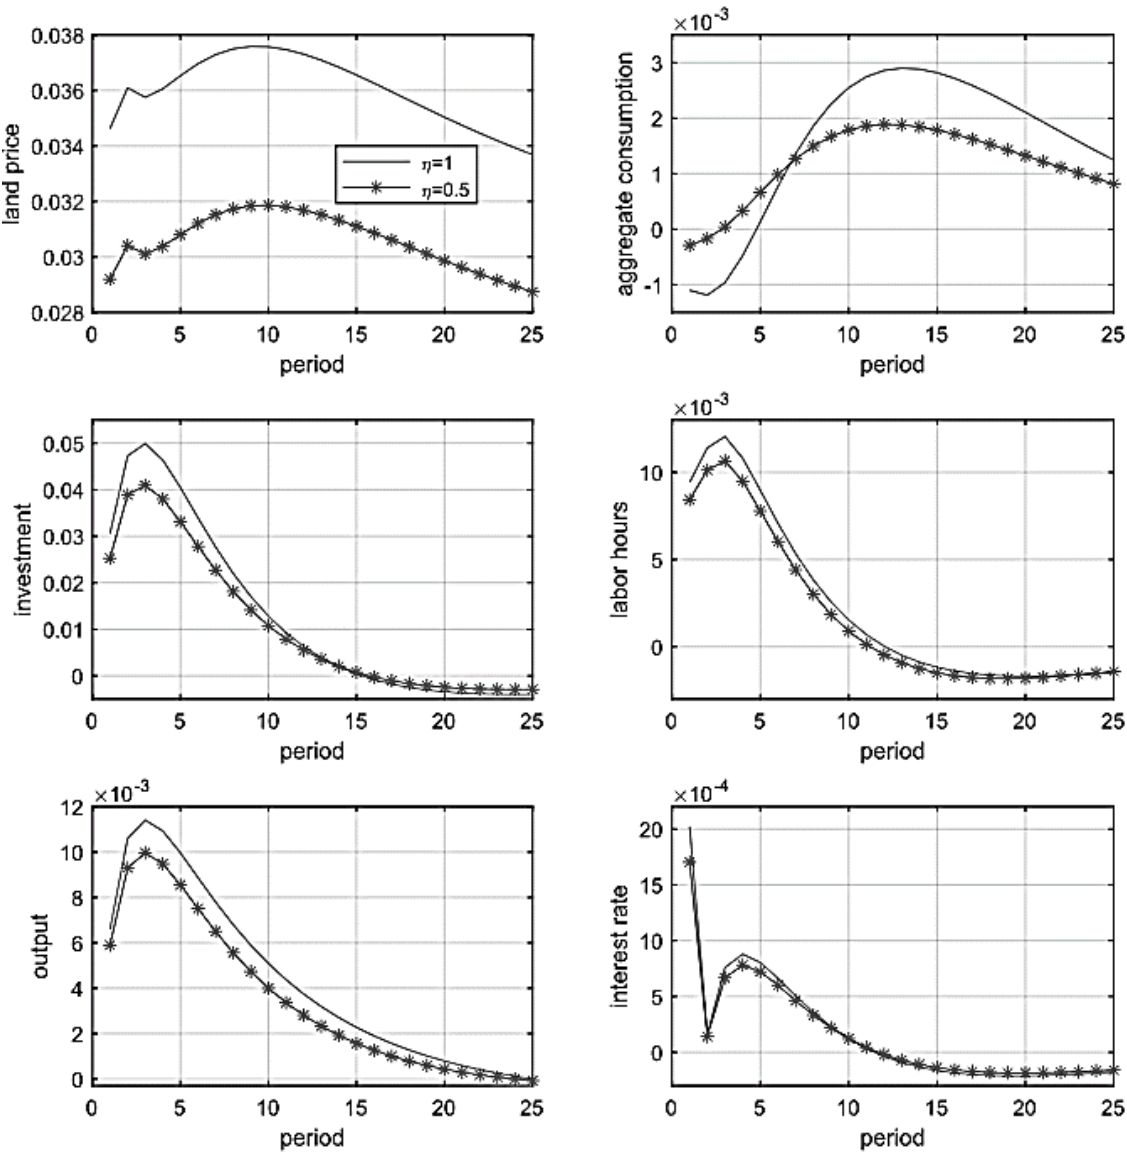 0.038
0.036
0.034
0.032
0.03
0.028
land price
0 5 10 15 20 25
period
η=1
η=0.5
×10⁻³
3
2
1
0
-1
aggregate consumption
0 5 10 15 20 25
period
0.05
0.04
0.03
0.02
0.01
0
investment
0 5 10 15 20 25
period
×10⁻³
10
5
0
labor hours
0 5 10 15 20 25
period
×10⁻³
12
10
8
6
4
2
0
output
0 5 10 15 20 25
period
×10⁻⁴
20
15
10
5
0
interest rate
0 5 10 15 20 25
period